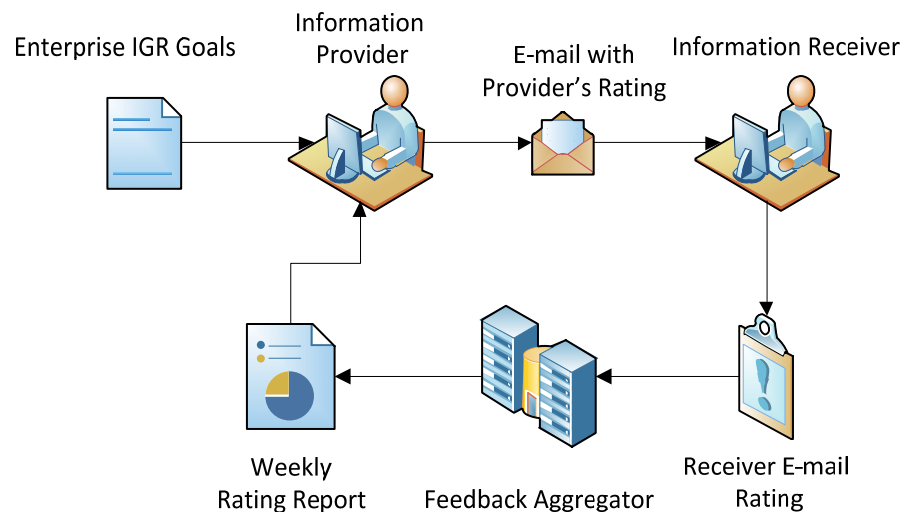 Enterprise IGR Goals
Information
Provider
E-mail with
Provider's Rating
Information Receiver
Weekly
Rating Report
Feedback Aggregator
Receiver E-mail
Rating